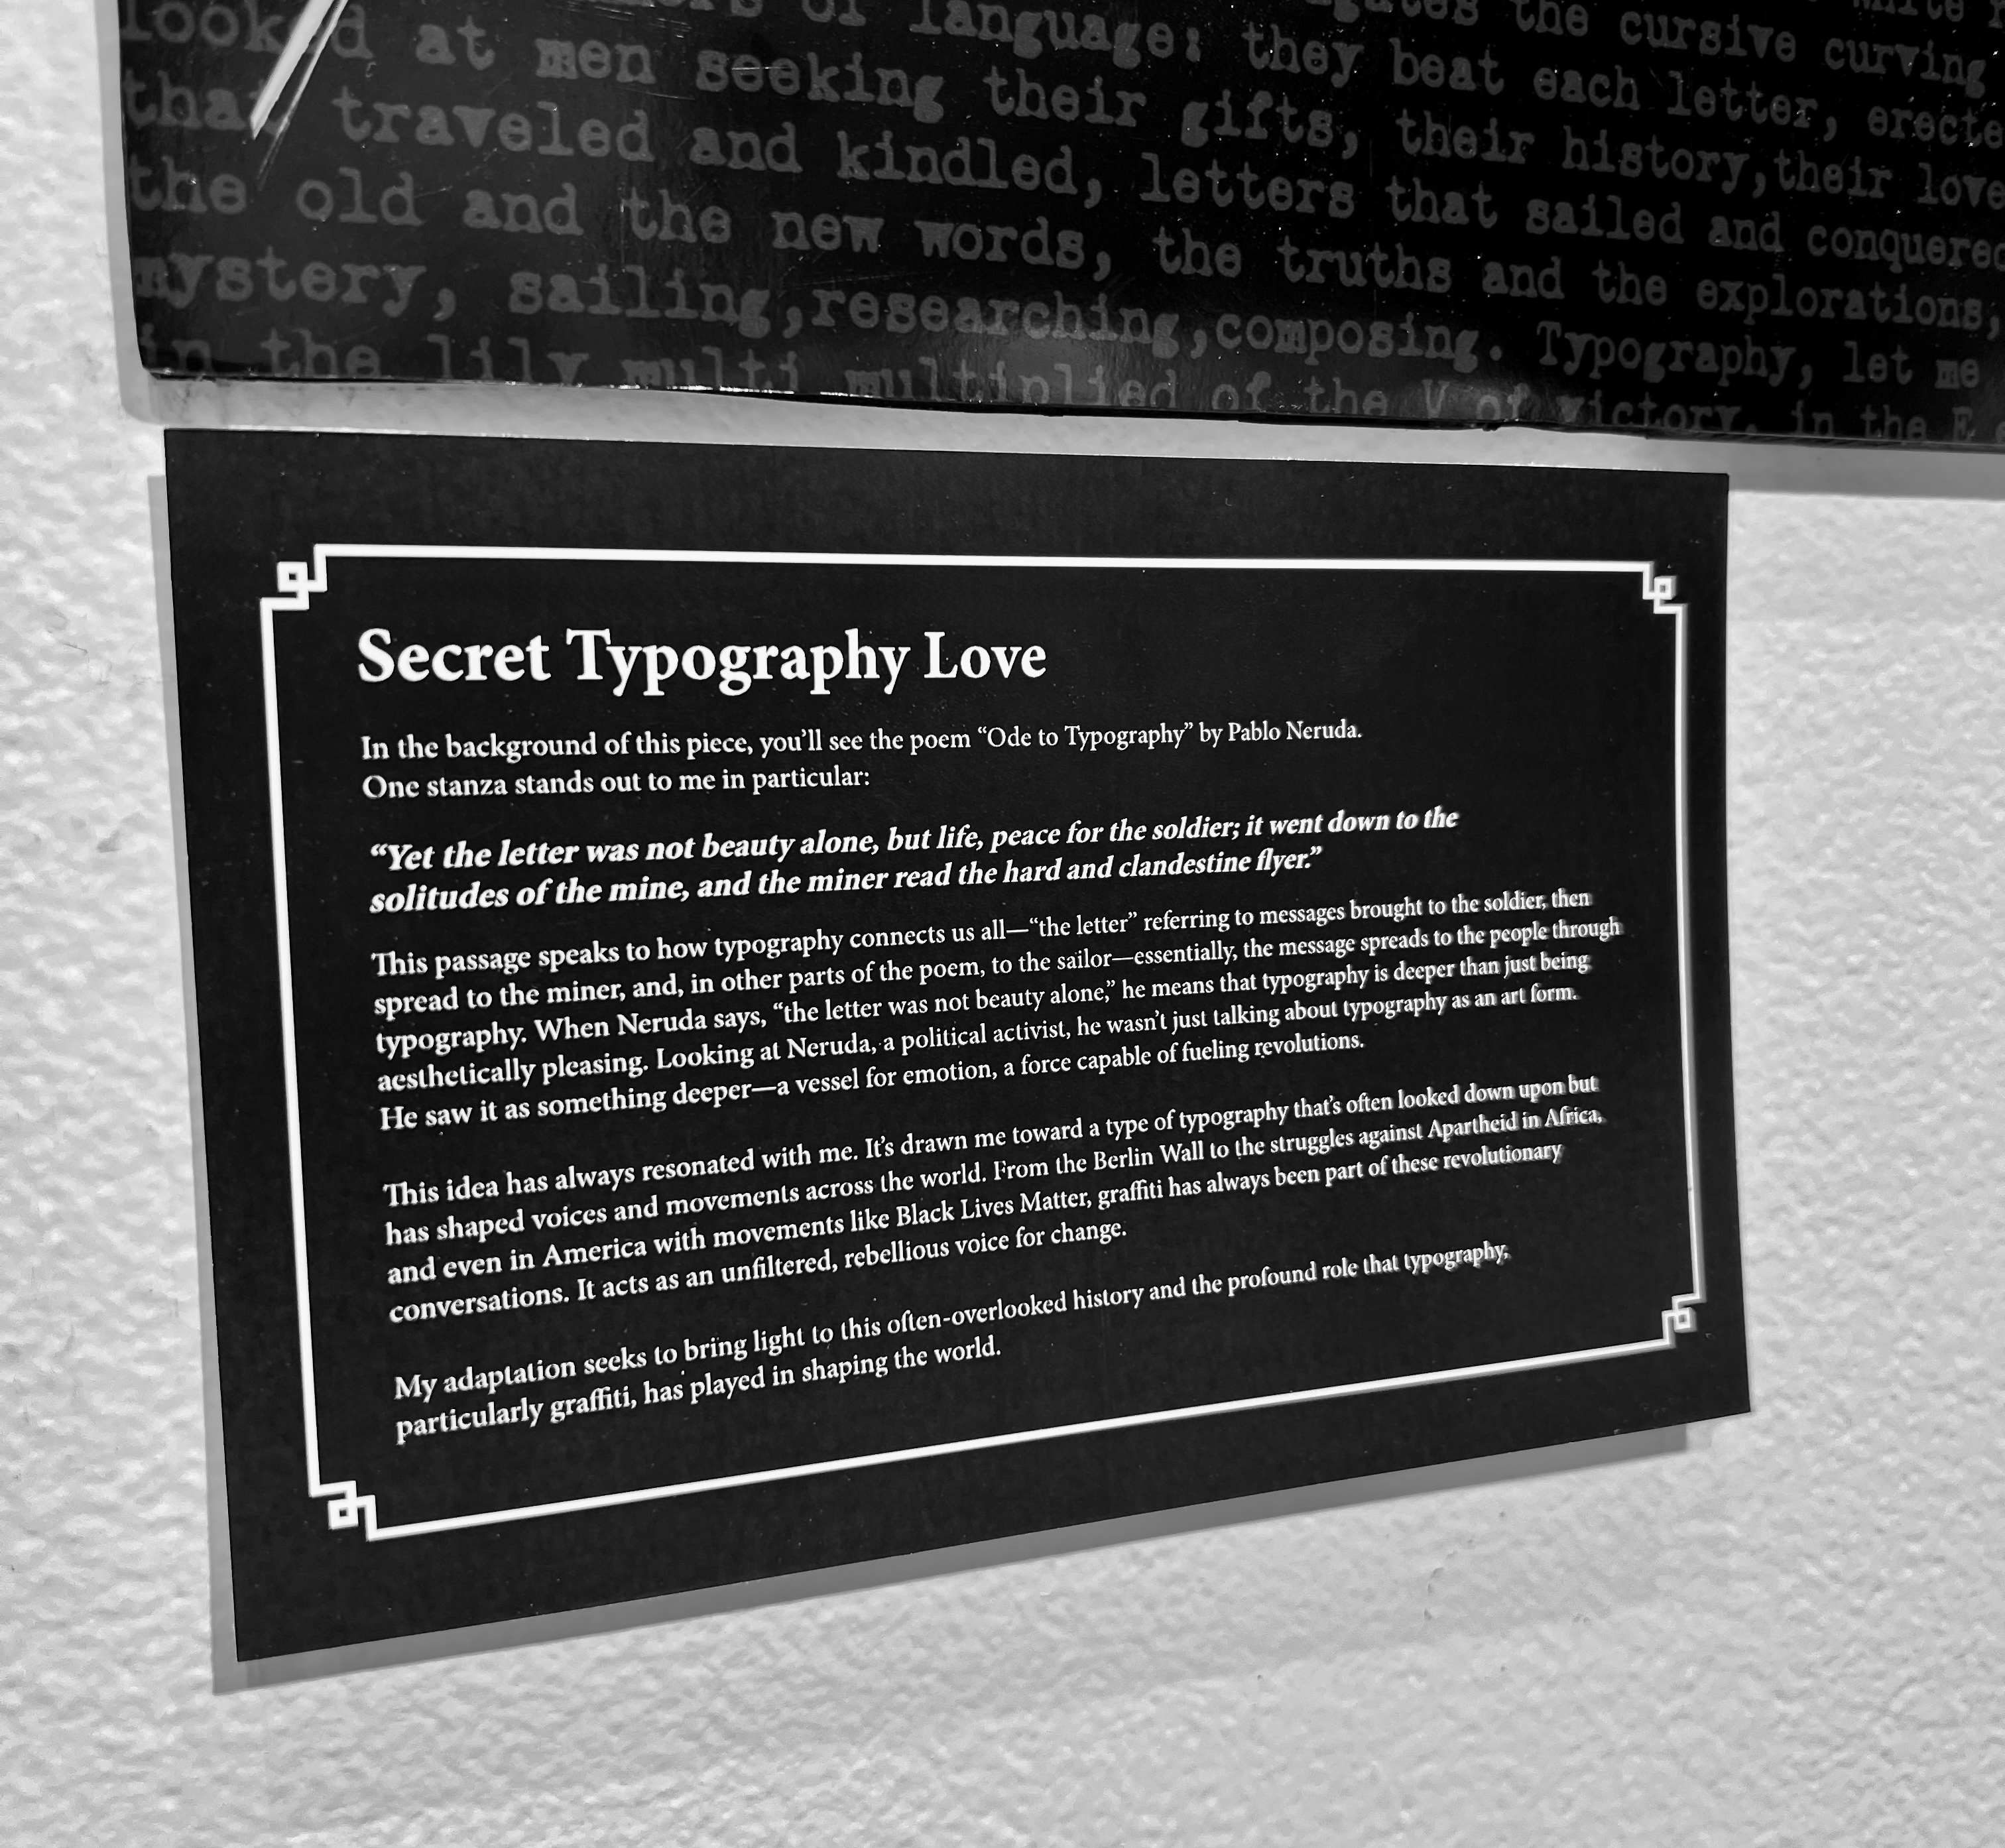 of language: they beat each letter, erecte
the cursive curving
looked at men seeking their gifts, their history,their love
that traveled and kindled, letters that sailed and conquered
the old and the new words, the truths and the explorations,
mystery, sailing,researching,composing. Typography, let me
in the lily multi multiplied of the V of victory, in the E
Secret Typography Love
In the background of this piece, you’ll see the poem “Ode to Typography” by Pablo Neruda.
One stanza stands out to me in particular:
“Yet the letter was not beauty alone, but life, peace for the soldier; it went down to the
solitudes of the mine, and the miner read the hard and clandestine flyer.”
This passage speaks to how typography connects us all—“the letter” referring to messages brought to the soldier, then
spread to the miner, and, in other parts of the poem, to the sailor—essentially, the message spreads to the people through
typography. When Neruda says, “the letter was not beauty alone,” he means that typography is deeper than just being
aesthetically pleasing. Looking at Neruda, a political activist, he wasn’t just talking about typography as an art form.
He saw it as something deeper—a vessel for emotion, a force capable of fueling revolutions.
This idea has always resonated with me. It’s drawn me toward a type of typography that’s often looked down upon but
has shaped voices and movements across the world. From the Berlin Wall to the struggles against Apartheid in Africa,
and even in America with movements like Black Lives Matter, graffiti has always been part of these revolutionary
conversations. It acts as an unfiltered, rebellious voice for change.
My adaptation seeks to bring light to this often-overlooked history and the profound role that typography,
particularly graffiti, has played in shaping the world.